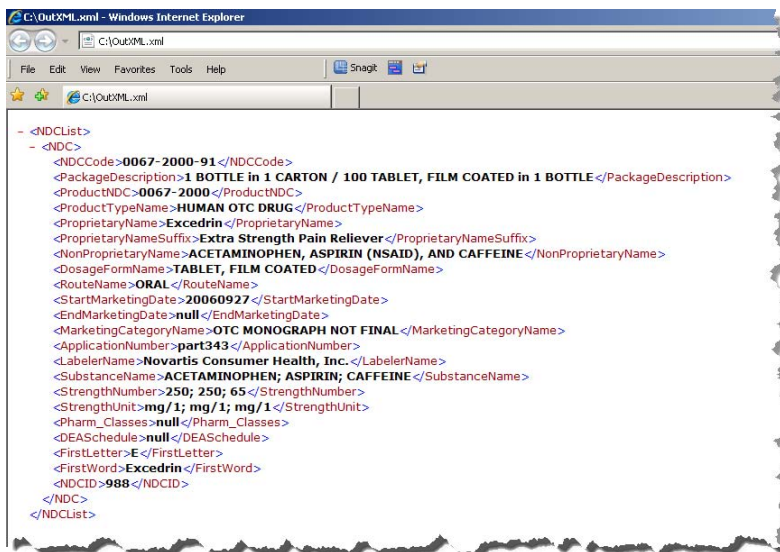 C:\OutXML.xml - Windows Internet Explorer
C:\OutXML.xml
File Edit View Favorites Tools Help Snagit
C:\OutXML.xml
- <NDCList>
- <NDC>
<NDCCode>0067-2000-91</NDCCode>
<PackageDescription>1 BOTTLE in 1 CARTON / 100 TABLET, FILM COATED in 1 BOTTLE</PackageDescription>
<ProductNDC>0067-2000</ProductNDC>
<ProductTypeName>HUMAN OTC DRUG</ProductTypeName>
<ProprietaryName>Excedrin</ProprietaryName>
<ProprietaryNameSuffix>Extra Strength Pain Reliever</ProprietaryNameSuffix>
<NonProprietaryName>ACETAMINOPHEN, ASPIRIN (NSAID), AND CAFFEINE</NonProprietaryName>
<DosageFormName>TABLET, FILM COATED</DosageFormName>
<RouteName>ORAL</RouteName>
<StartMarketingDate>20060927</StartMarketingDate>
<EndMarketingDate>null</EndMarketingDate>
<MarketingCategoryName>OTC MONOGRAPH NOT FINAL</MarketingCategoryName>
<ApplicationNumber>part343</ApplicationNumber>
<LabelerName>Novartis Consumer Health, Inc.</LabelerName>
<SubstanceName>ACETAMINOPHEN; ASPIRIN; CAFFEINE</SubstanceName>
<StrengthNumber>250; 250; 65</StrengthNumber>
<StrengthUnit>mg/1; mg/1; mg/1</StrengthUnit>
<Pharm_Classes>null</Pharm_Classes>
<DEASchedule>null</DEASchedule>
<FirstLetter>E</FirstLetter>
<FirstWord>Excedrin</FirstWord>
<NDCID>988</NDCID>
</NDC>
</NDCList>